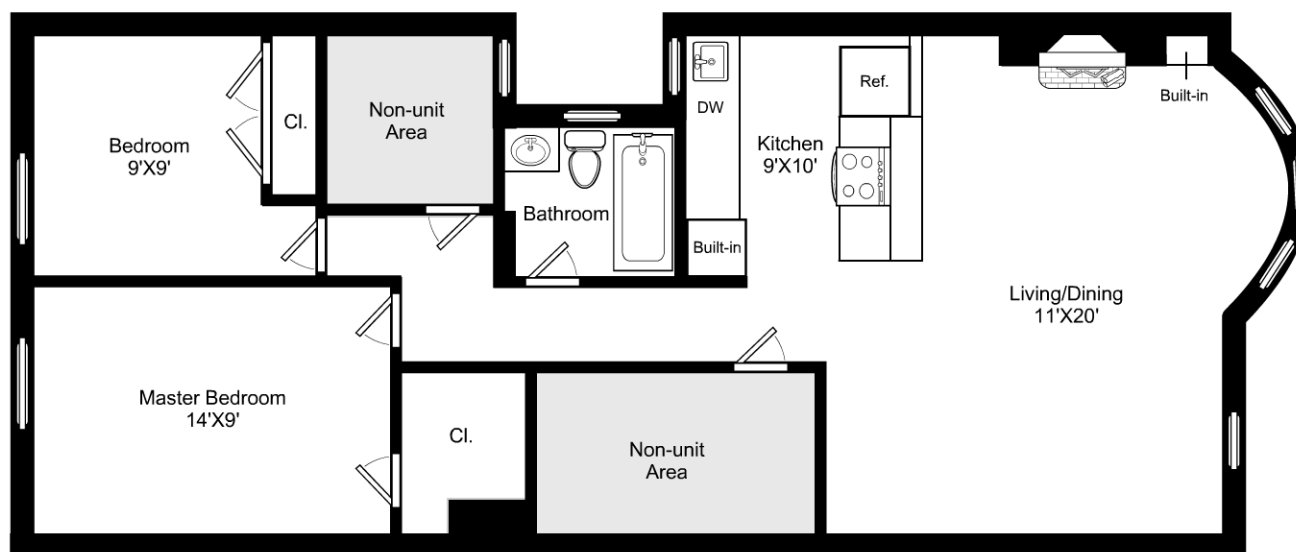 Bedroom
9'X9'
Cl.
Non-unit
Area
Bathroom
DW
Built-in
Kitchen
9'X10'
Ref.
Built-in
Living/Dining
11'X20'
Master Bedroom
14'X9'
Cl.
Non-unit
Area